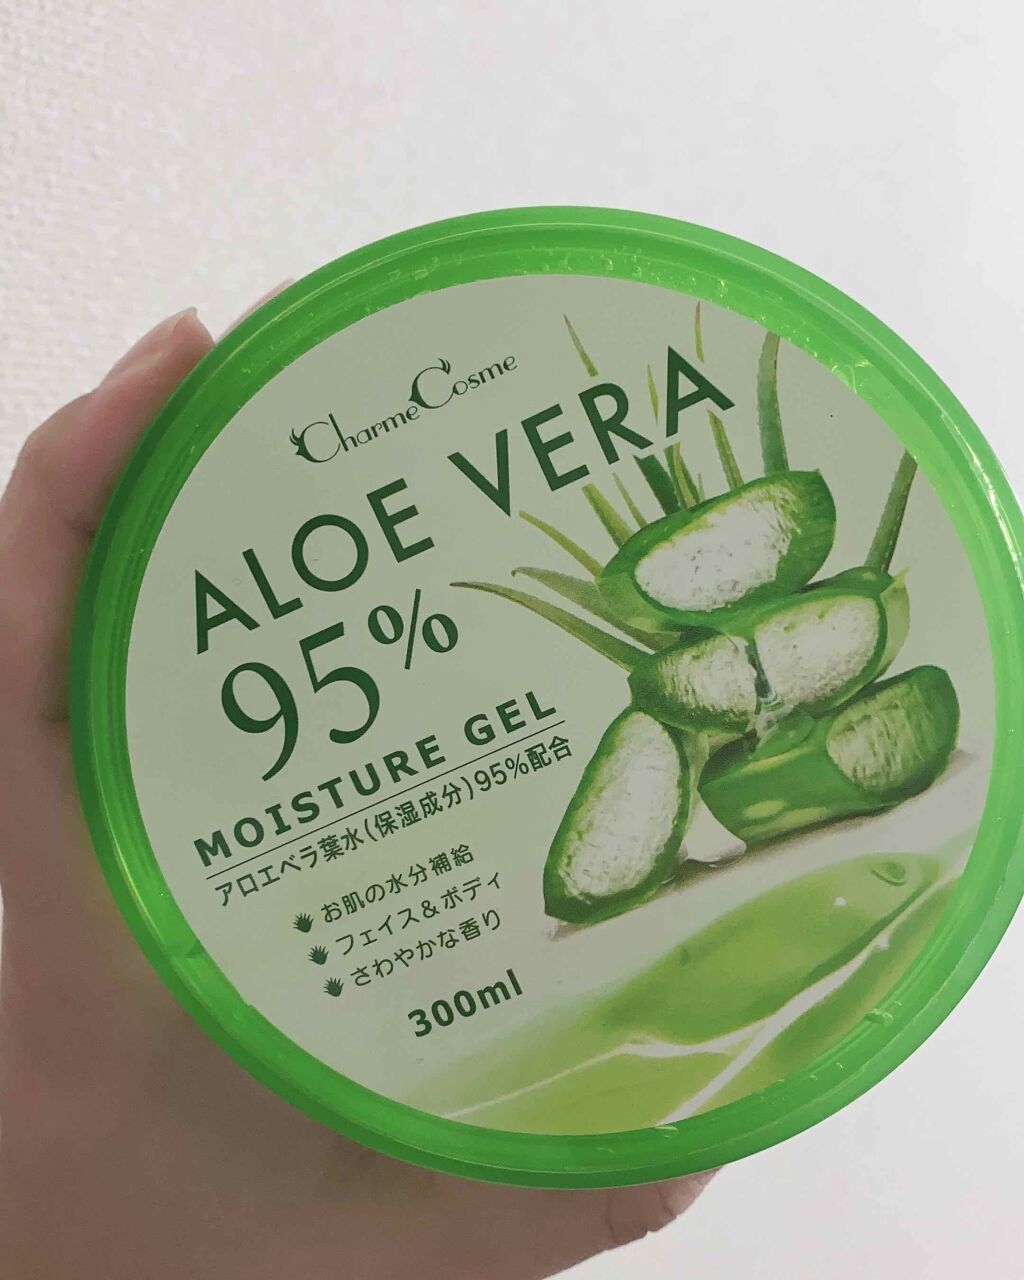 Charme Cosme
ALOE VERA
95%
MOISTURE GEL
アロエベラ葉水(保湿成分)95%配合
お肌の水分補給
フェイス&ボディ
さわやかな香り
300ml